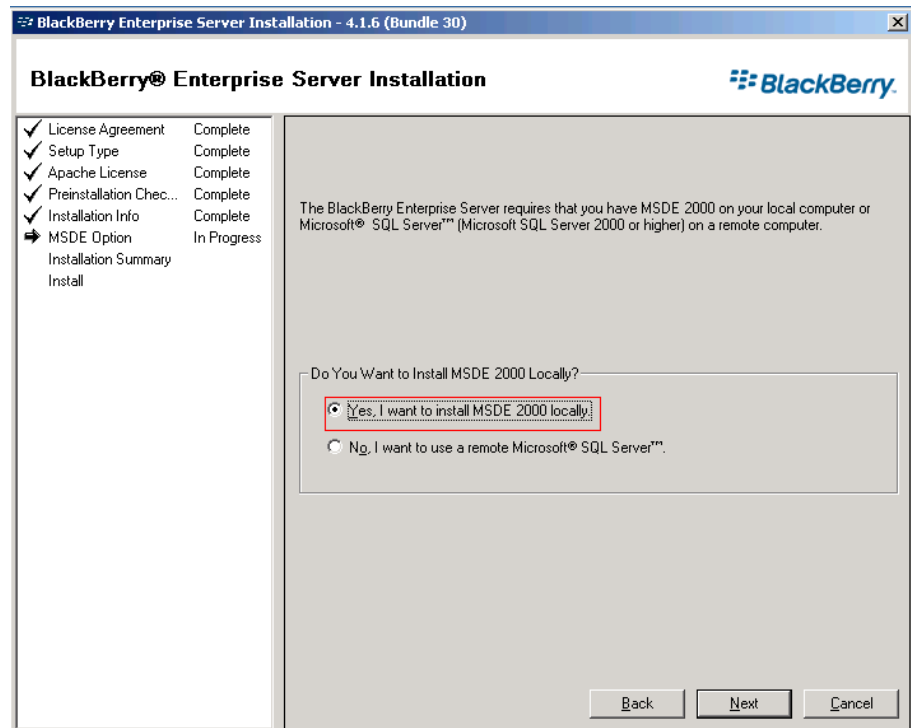 BlackBerry Enterprise Server Installation - 4.1.6 (Bundle 30)
BlackBerry® Enterprise Server Installation
BlackBerry.
License Agreement Complete
Setup Type Complete
Apache License Complete
Preinstallation Chec... Complete
Installation Info Complete
MSDE Option In Progress
Installation Summary
Install
The BlackBerry Enterprise Server requires that you have MSDE 2000 on your local computer or
Microsoft® SQL Server™ (Microsoft SQL Server 2000 or higher) on a remote computer.
Do You Want to Install MSDE 2000 Locally?
Yes, I want to install MSDE 2000 locally.
No, I want to use a remote Microsoft® SQL Server™.
Back Next Cancel